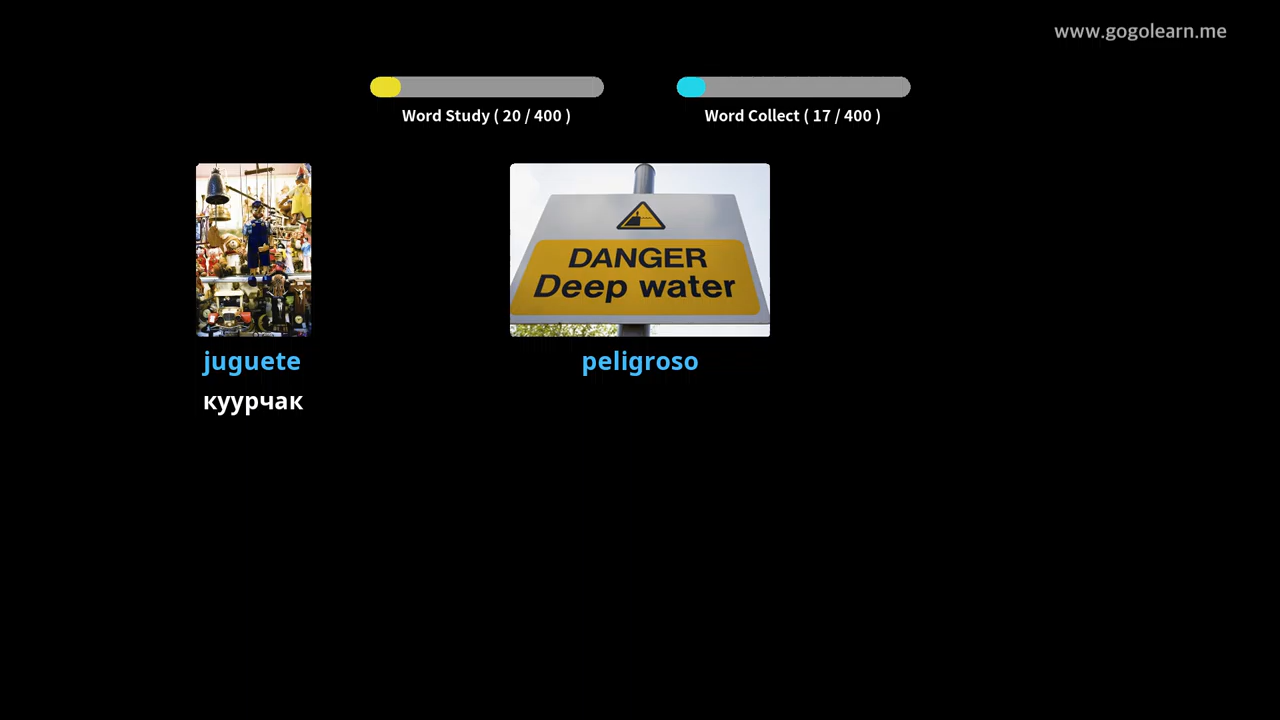 www.gogolearn.me
Word Study ( 20 / 400 )
Word Collect ( 17 / 400 )
DANGER
Deep water
juguete
peligroso
куурчак